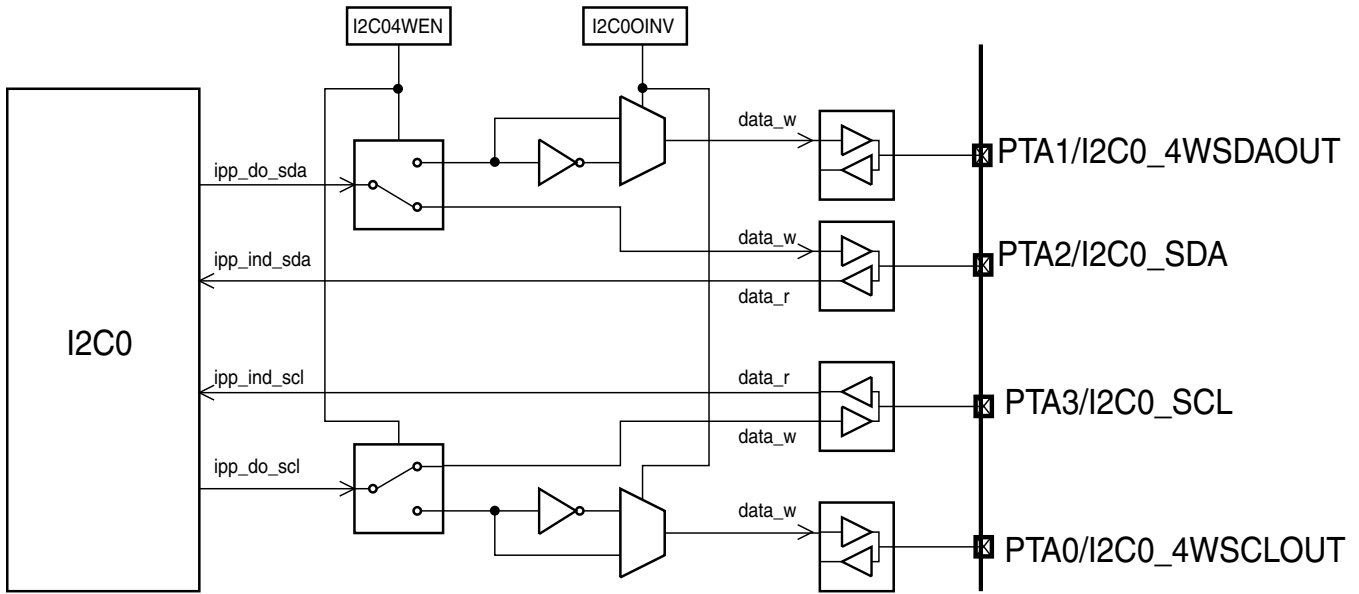 I2C04WEN
I2C0OINV
data_w
PTA1/I2C0_4WSDAOUT
ipp_do_sda
data_w
PTA2/I2C0_SDA
ipp_ind_sda
data_r
I2C0
ipp_ind_scl
data_r
PTA3/I2C0_SCL
data_w
ipp_do_scl
data_w
PTA0/I2C0_4WSCLOUT